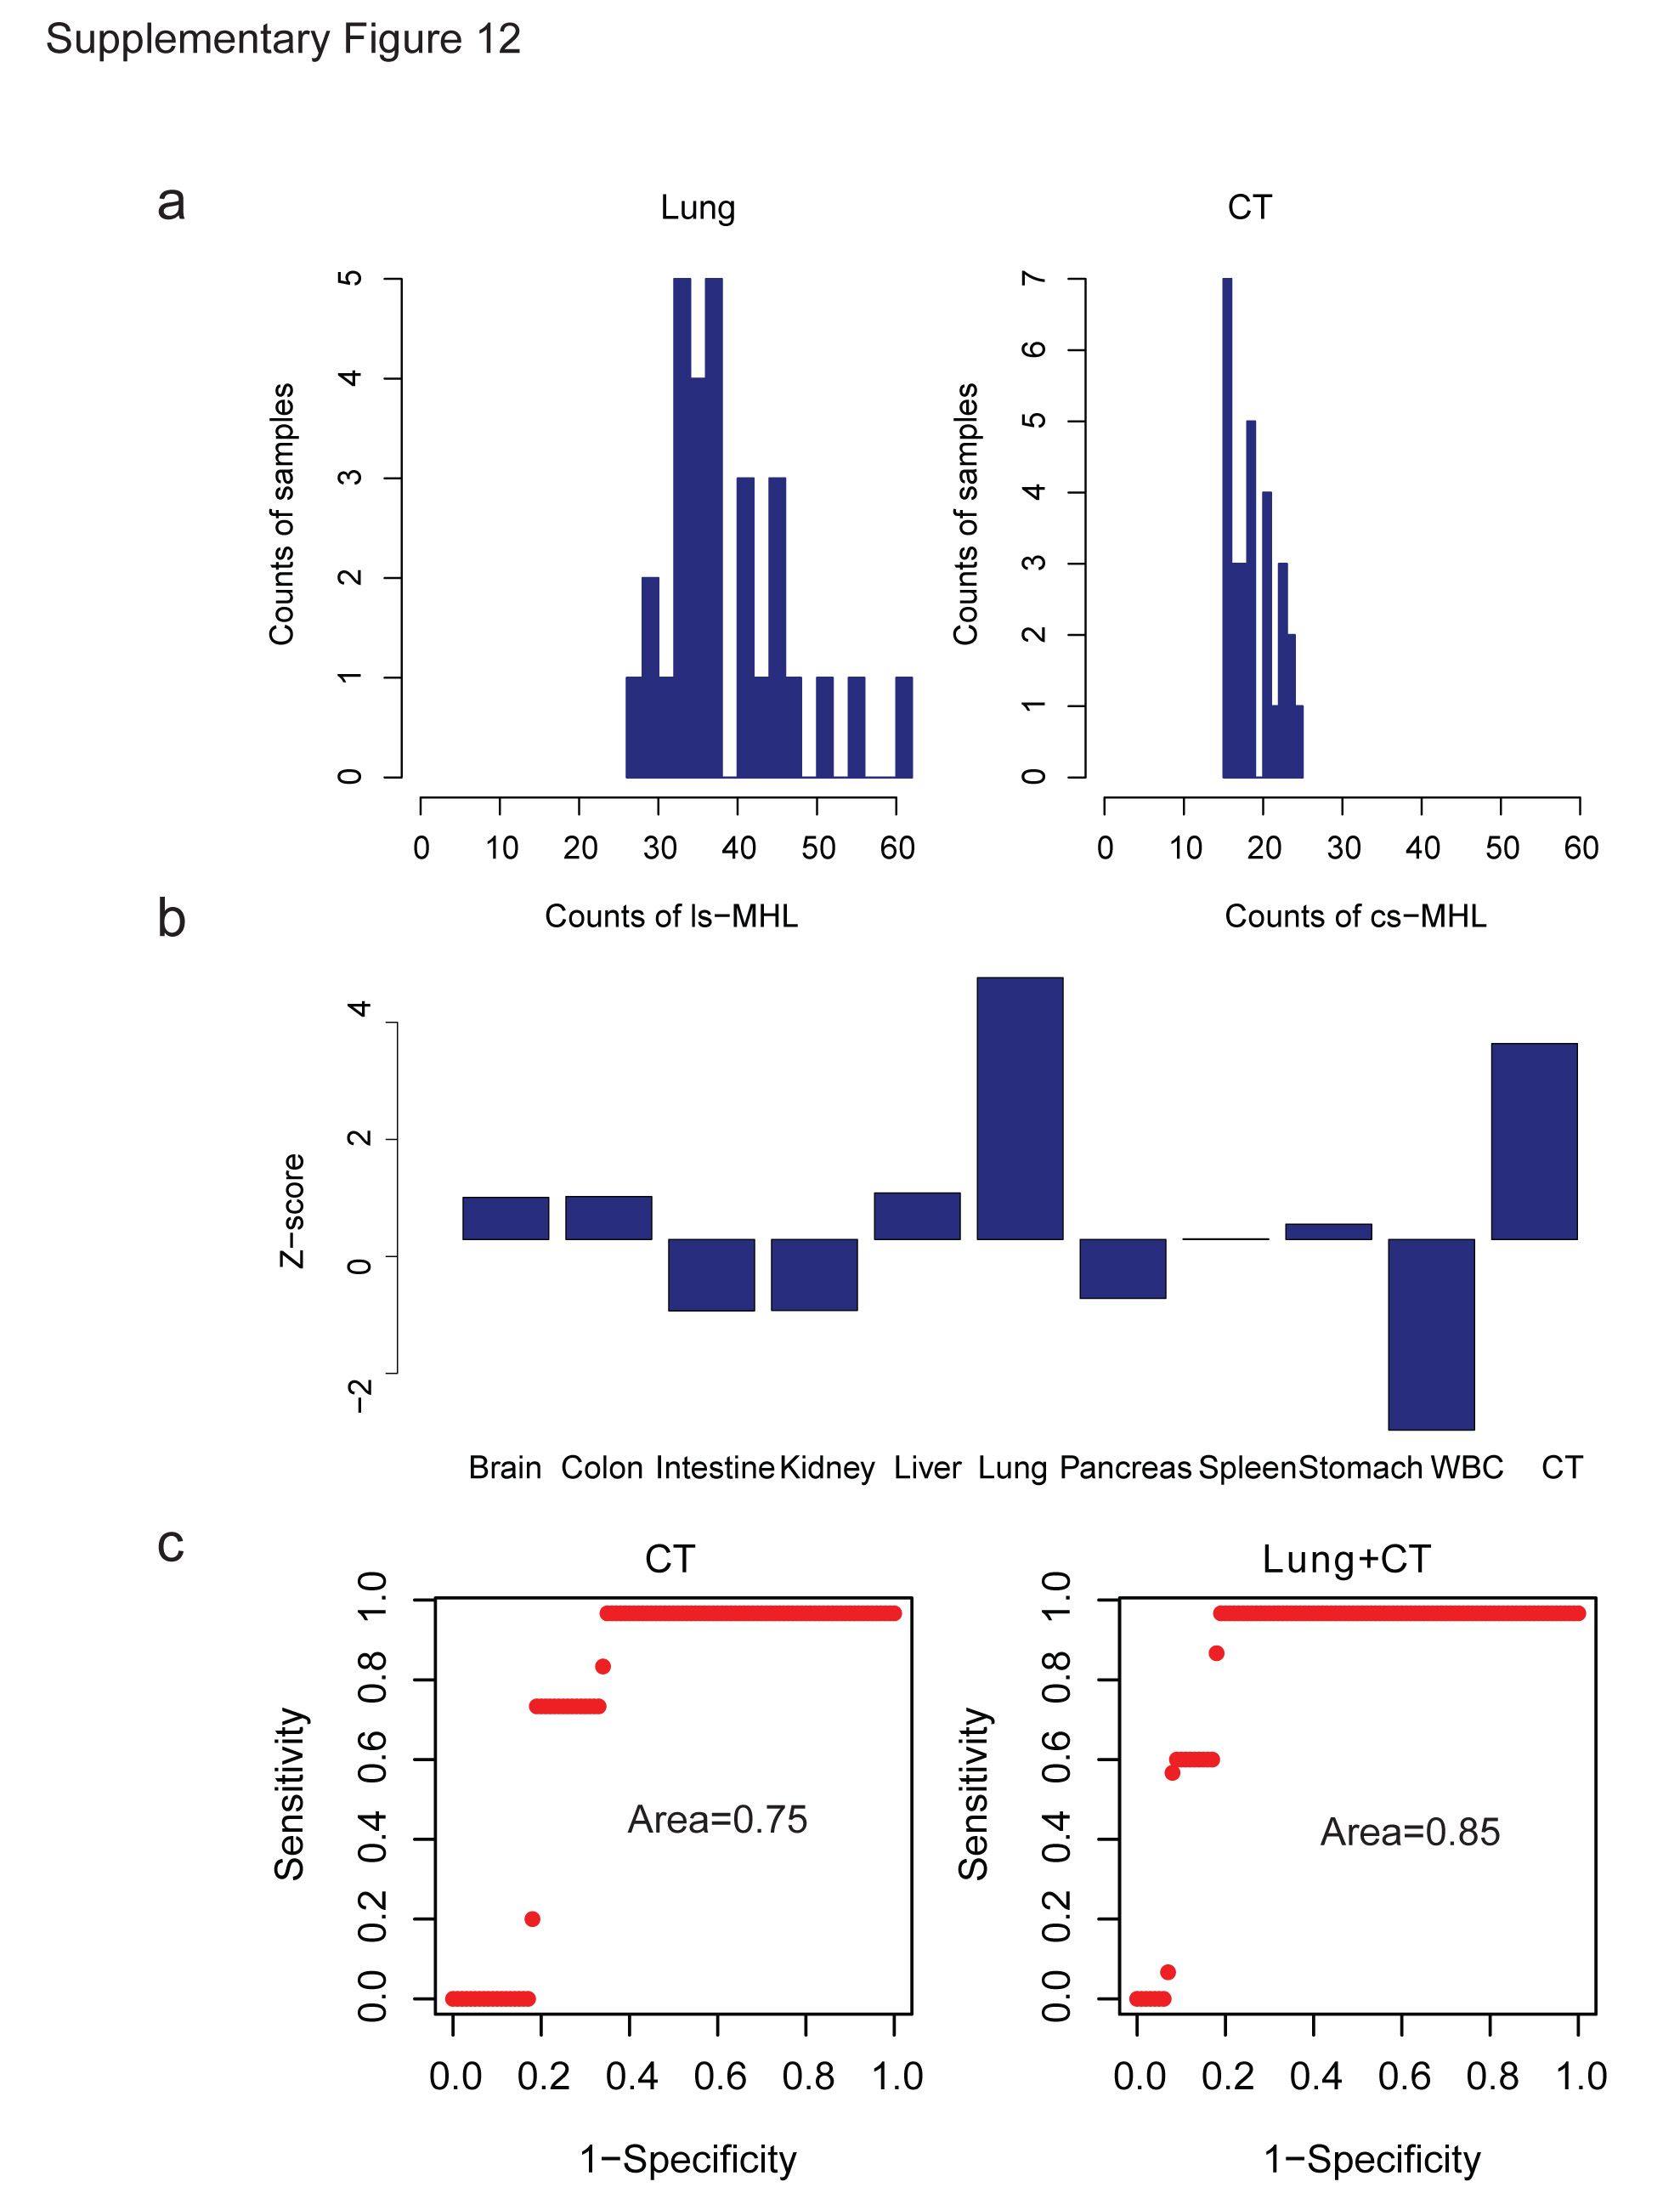 Supplementary Figure 12
a
Lung
CT
Counts of samples
0 1 2 3 4 5
0 10 20 30 40 50 60
Counts of ls−MHL
Counts of samples
0 1 2 3 4 5 6 7
0 10 20 30 40 50 60
Counts of cs−MHL
b
Z−score
−2 0 2 4
Brain Colon Intestine Kidney Liver Lung Pancreas Spleen Stomach WBC CT
c
CT
Sensitivity
0.0 0.2 0.4 0.6 0.8 1.0
Area=0.75
0.0 0.2 0.4 0.6 0.8 1.0
1−Specificity
Lung+CT
Sensitivity
0.0 0.2 0.4 0.6 0.8 1.0
Area=0.85
0.0 0.2 0.4 0.6 0.8 1.0
1−Specificity